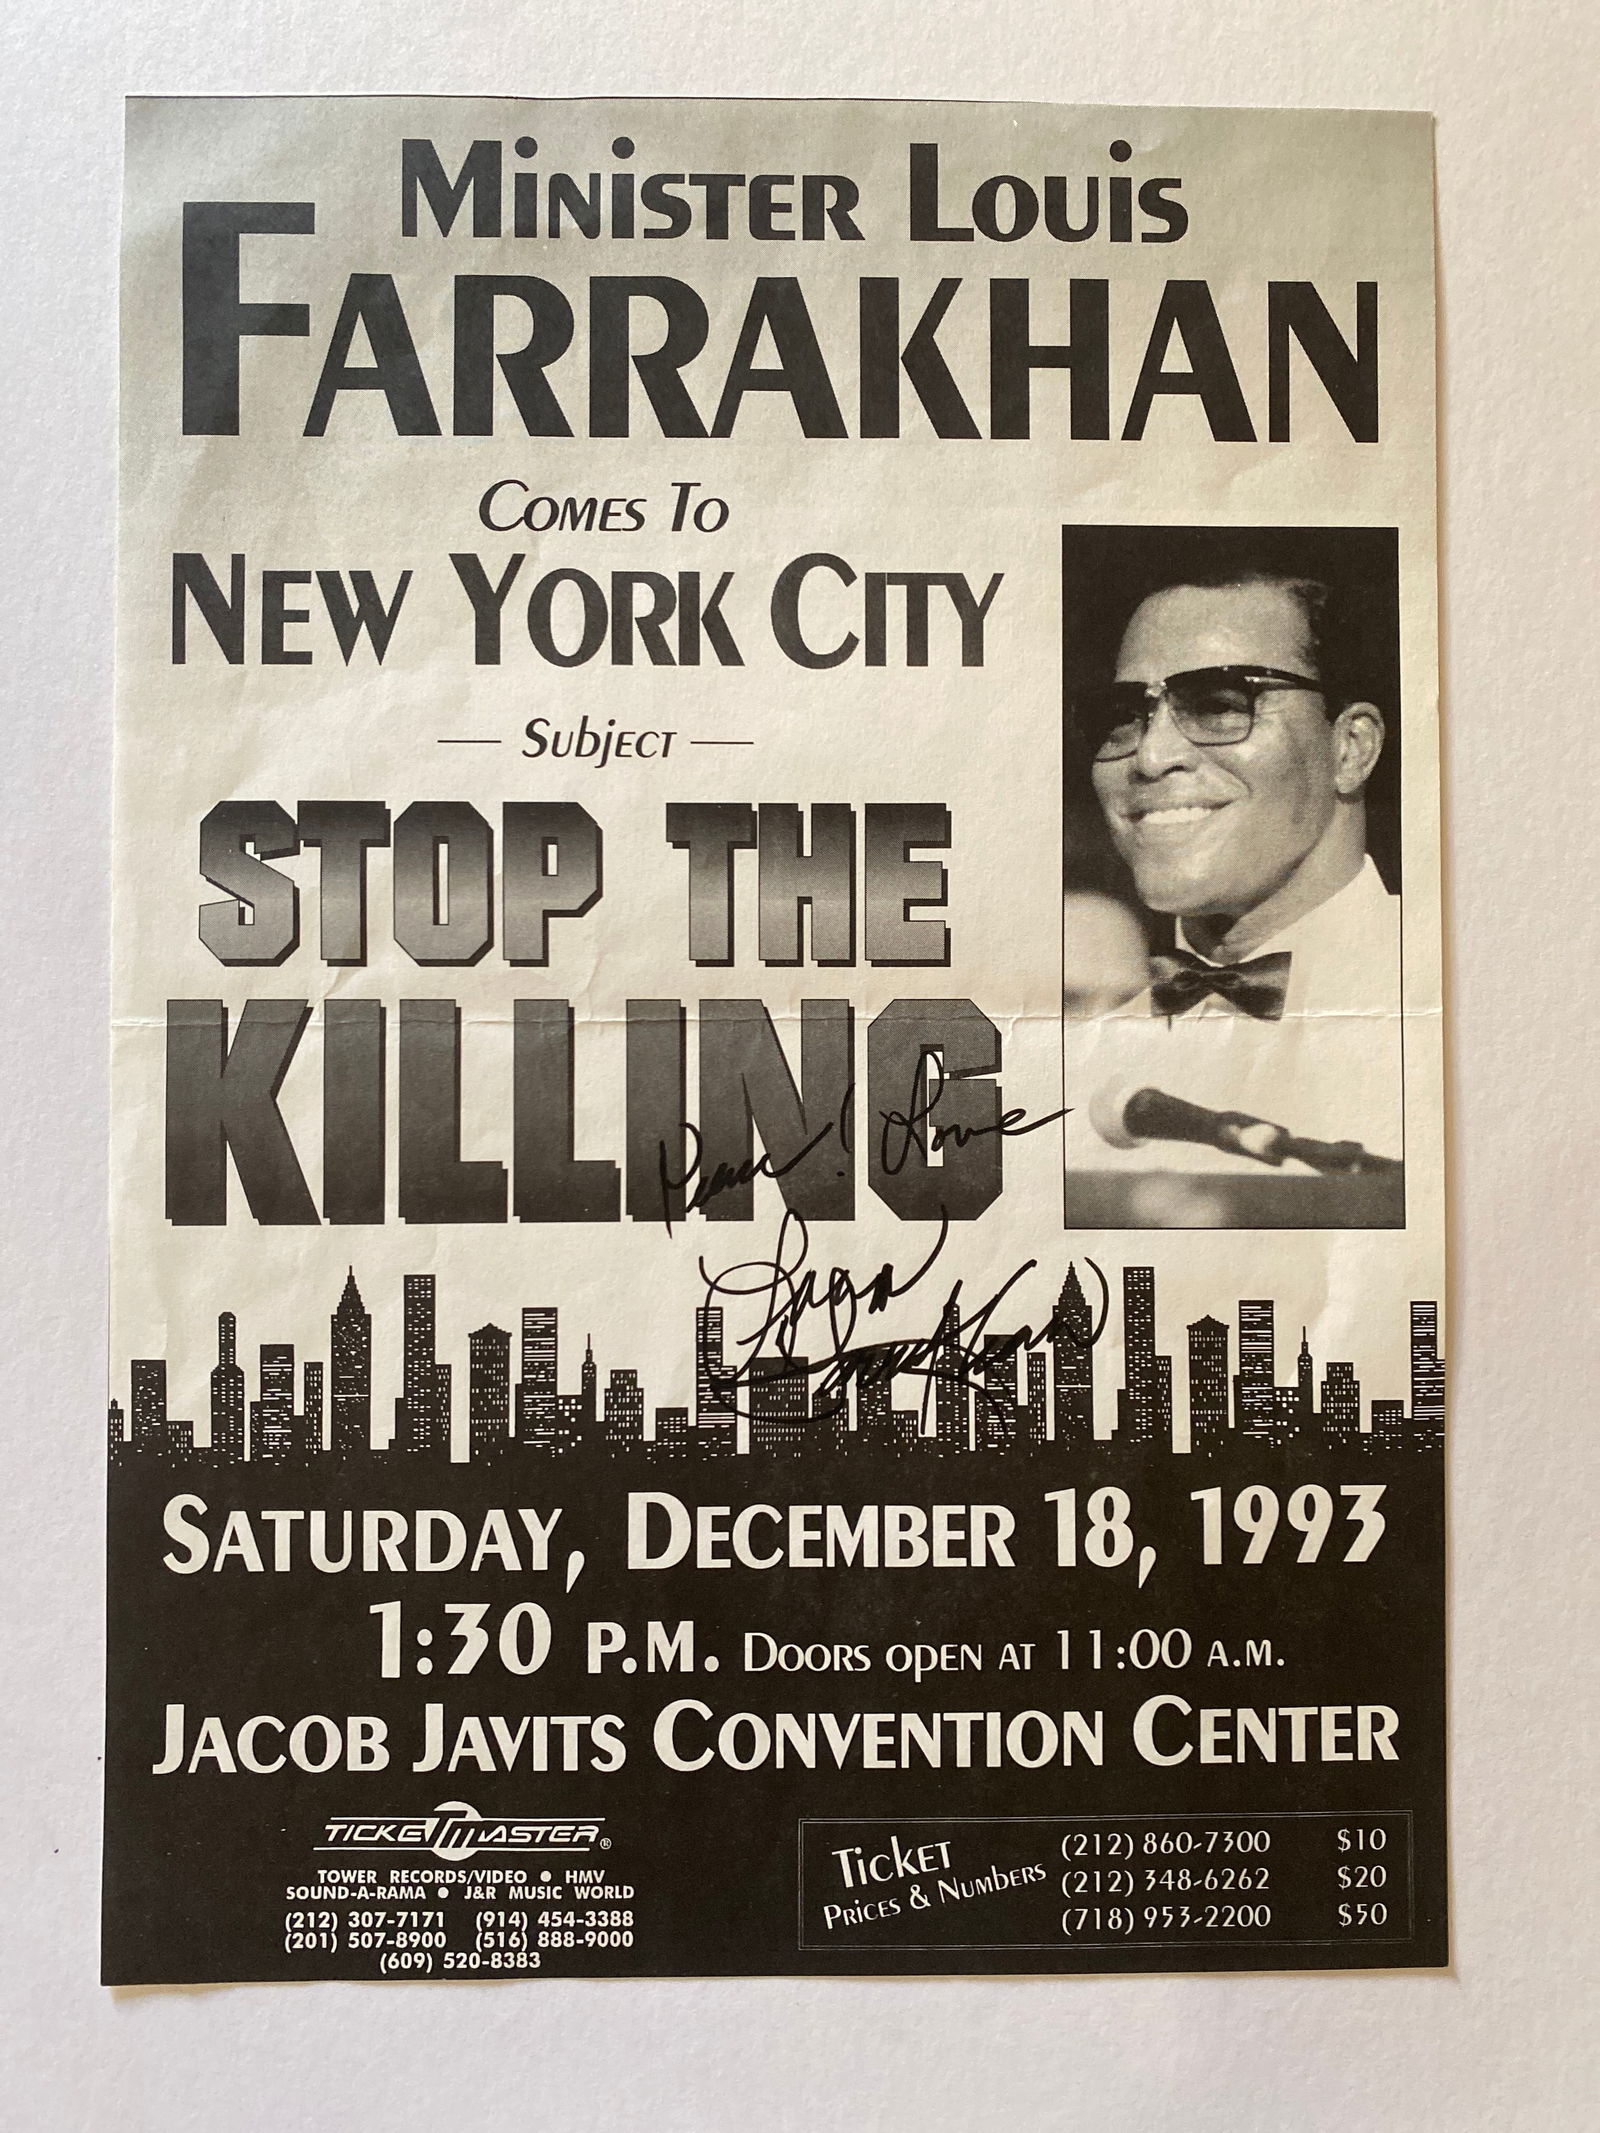 Minister Louis
FARRAKHAN
Comes To
New York City
— Subject —
STOP THE
KILLING
Peace! Love
Farrakhan
Saturday, December 18, 1993
1:30 P.M. Doors open at 11:00 A.M.
Jacob Javits Convention Center
TICKETMASTER®
TOWER RECORDS/VIDEO ● HMV
SOUND-A-RAMA ● J&R MUSIC WORLD
(212) 307-7171 (914) 454-3388
(201) 507-8900 (516) 888-9000
(609) 520-8383
Ticket
Prices & Numbers
(212) 860-7300 $10
(212) 348-6262 $20
(718) 953-2200 $50